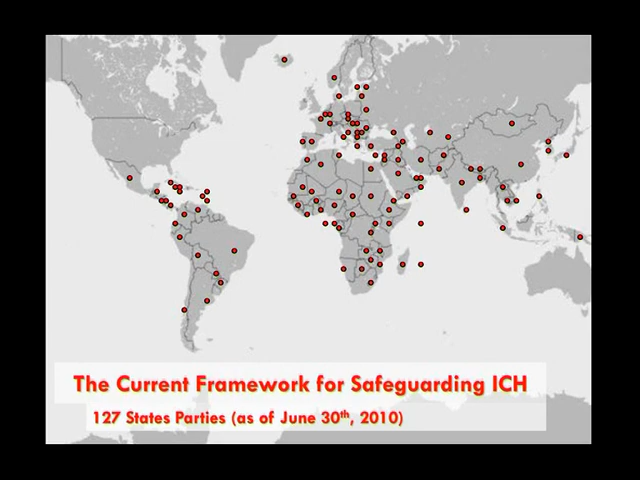 The Current Framework for Safeguarding ICH
127 States Parties (as of June 30th, 2010)